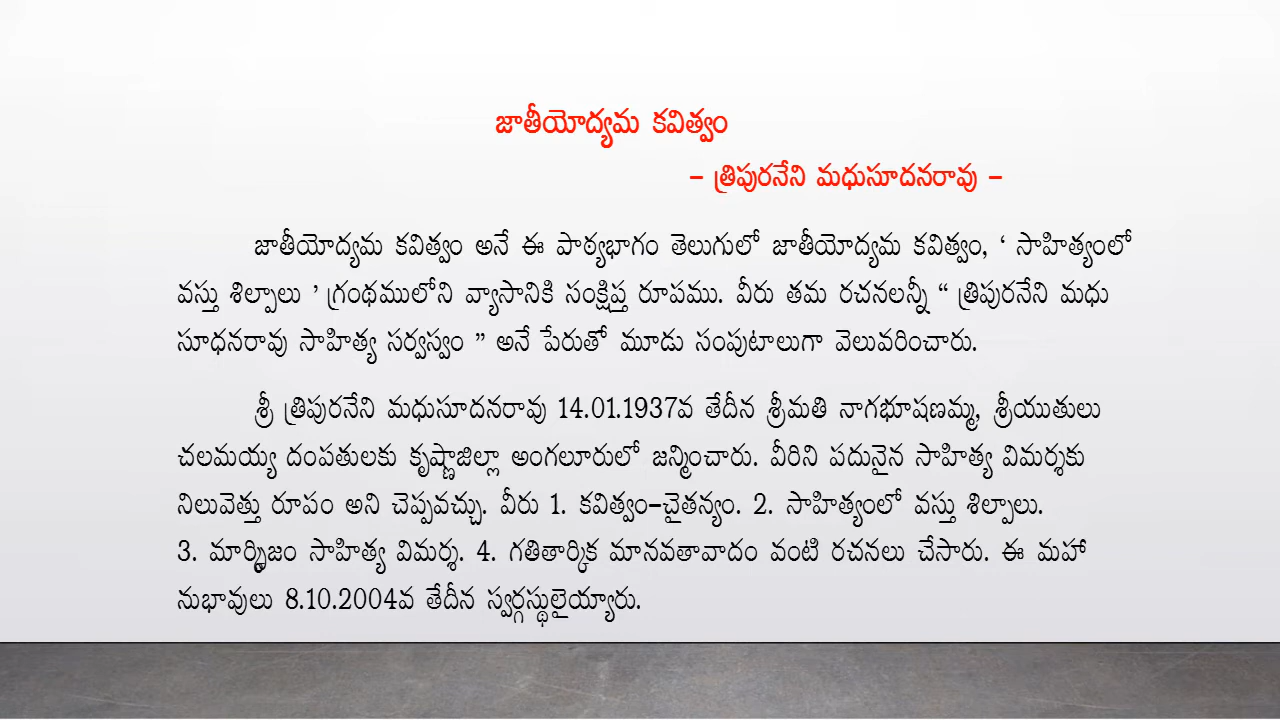 జాతీయోద్యమ కవిత్వం
- త్రిపురనేని మధుసూదనరావు -
జాతీయోద్యమ కవిత్వం అనే ఈ పాఠ్యభాగం తెలుగులో జాతీయోద్యమ కవిత్వం, ‘ సాహిత్యంలో
వస్తు శిల్పాలు ’ గ్రంథములోని వ్యాసానికి సంక్షిప్త రూపము. వీరు తమ రచనలన్నీ “ త్రిపురనేని మధు
సూధనరావు సాహిత్య సర్వస్వం ” అనే పేరుతో మూడు సంపుటాలుగా వెలువరించారు.
శ్రీ త్రిపురనేని మధుసూదనరావు 14.01.1937వ తేదీన శ్రీమతి నాగభూషణమ్మ, శ్రీయుతులు
చలమయ్య దంపతులకు కృష్ణాజిల్లా అంగలూరులో జన్మించారు. వీరిని పదునైన సాహిత్య విమర్శకు
నిలువెత్తు రూపం అని చెప్పవచ్చు. వీరు 1. కవిత్వం-చైతన్యం. 2. సాహిత్యంలో వస్తు శిల్పాలు.
3. మార్క్సిజం సాహిత్య విమర్శ. 4. గతితార్కిక మానవతావాదం వంటి రచనలు చేసారు. ఈ మహా
నుభావులు 8.10.2004వ తేదీన స్వర్గస్థులైయ్యారు.